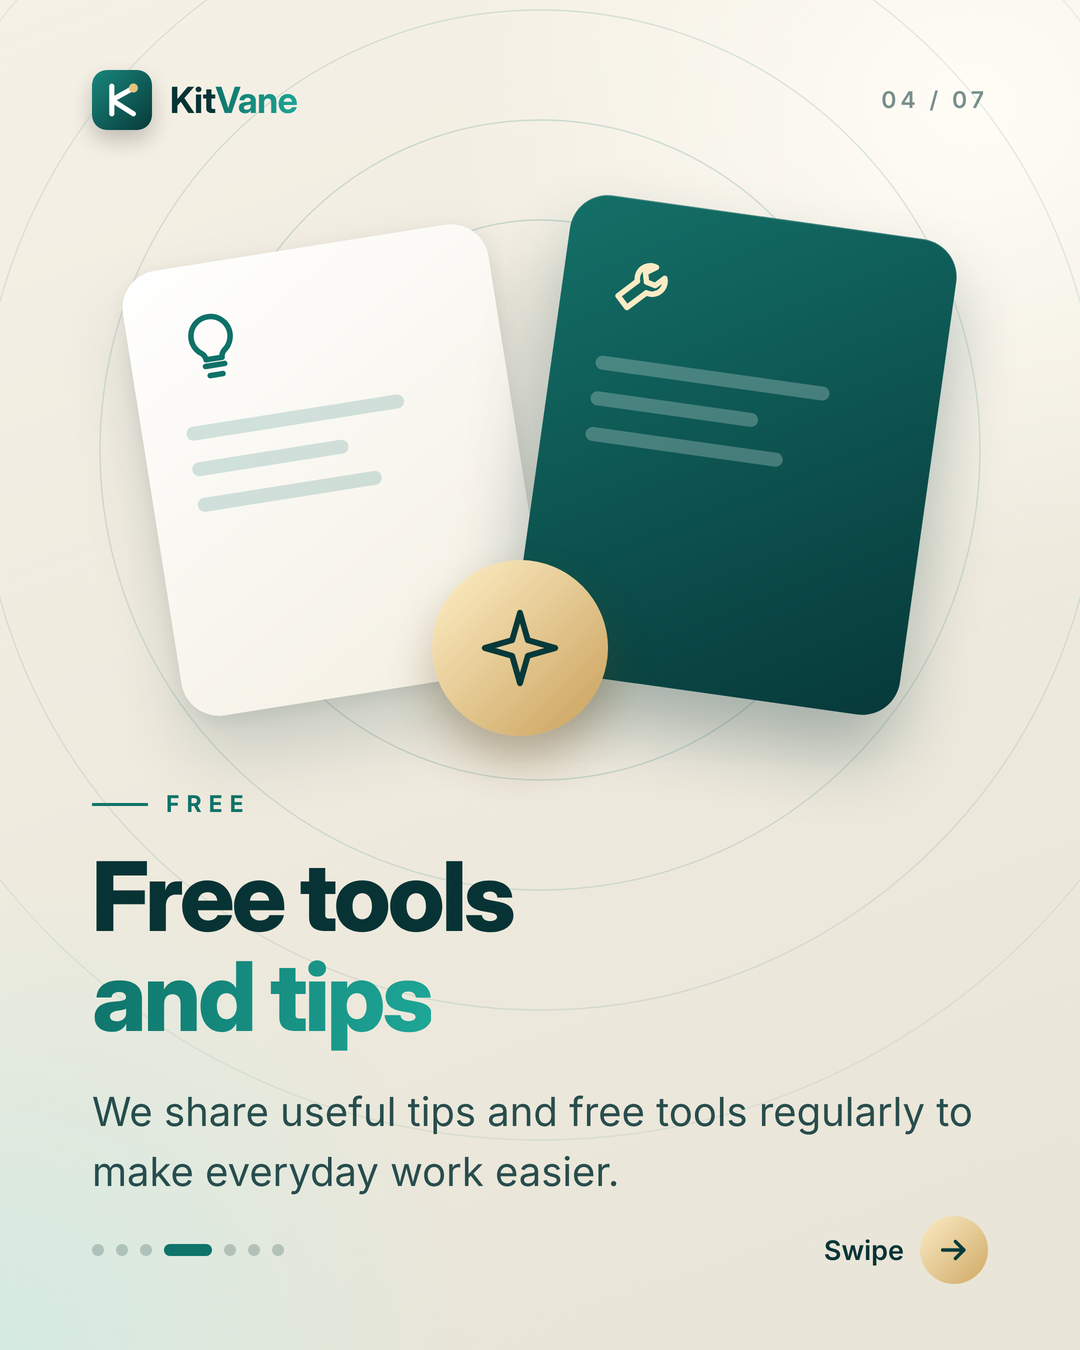 KitVane
04 / 07
FREE
Free tools
and tips
We share useful tips and free tools regularly to
make everyday work easier.
Swipe